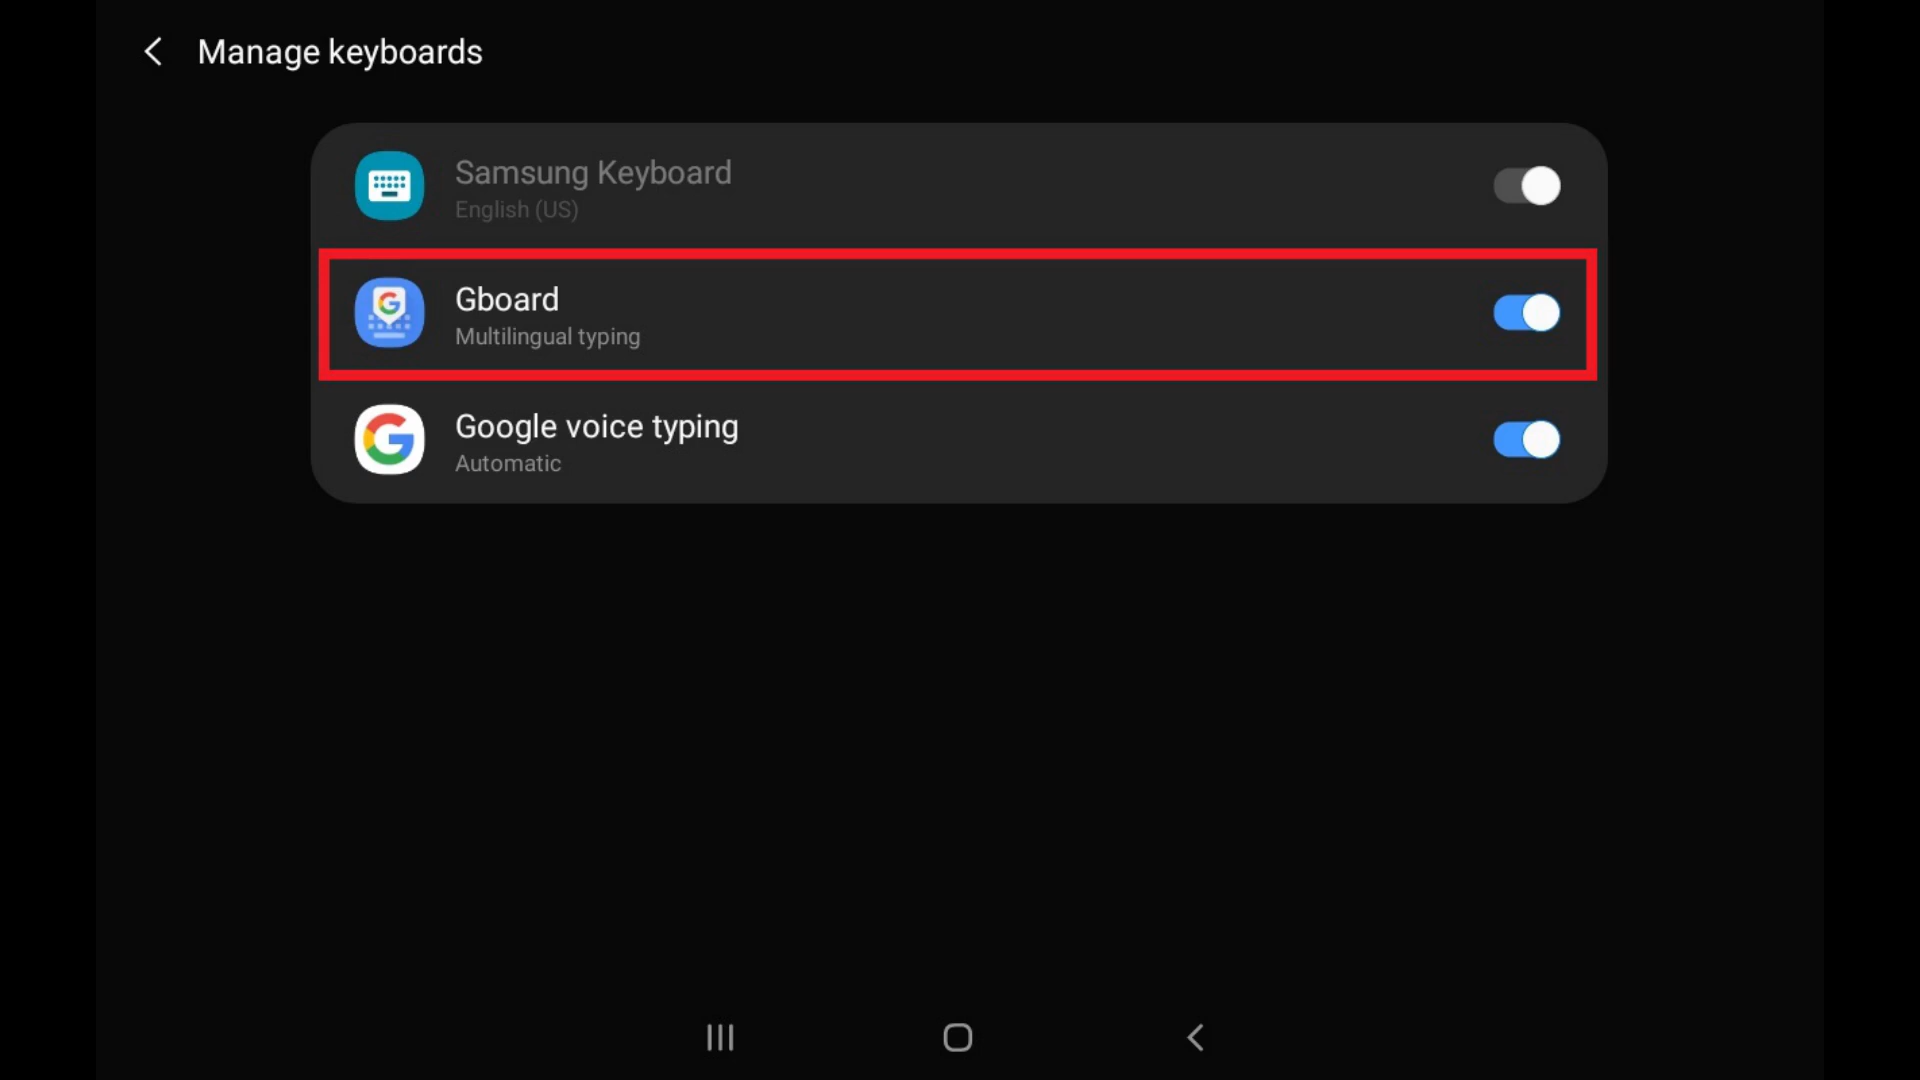 Manage keyboards
Samsung Keyboard
English (US)
Gboard
Multilingual typing
Google voice typing
Automatic